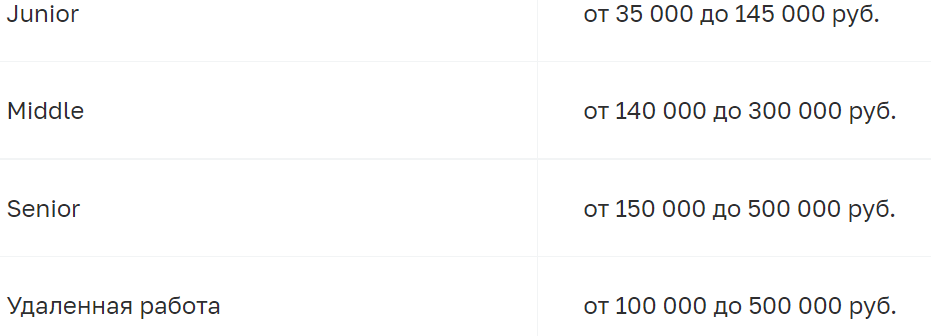 Junior от 35 000 до 145 000 руб.
Middle от 140 000 до 300 000 руб.
Senior от 150 000 до 500 000 руб.
Удаленная работа от 100 000 до 500 000 руб.